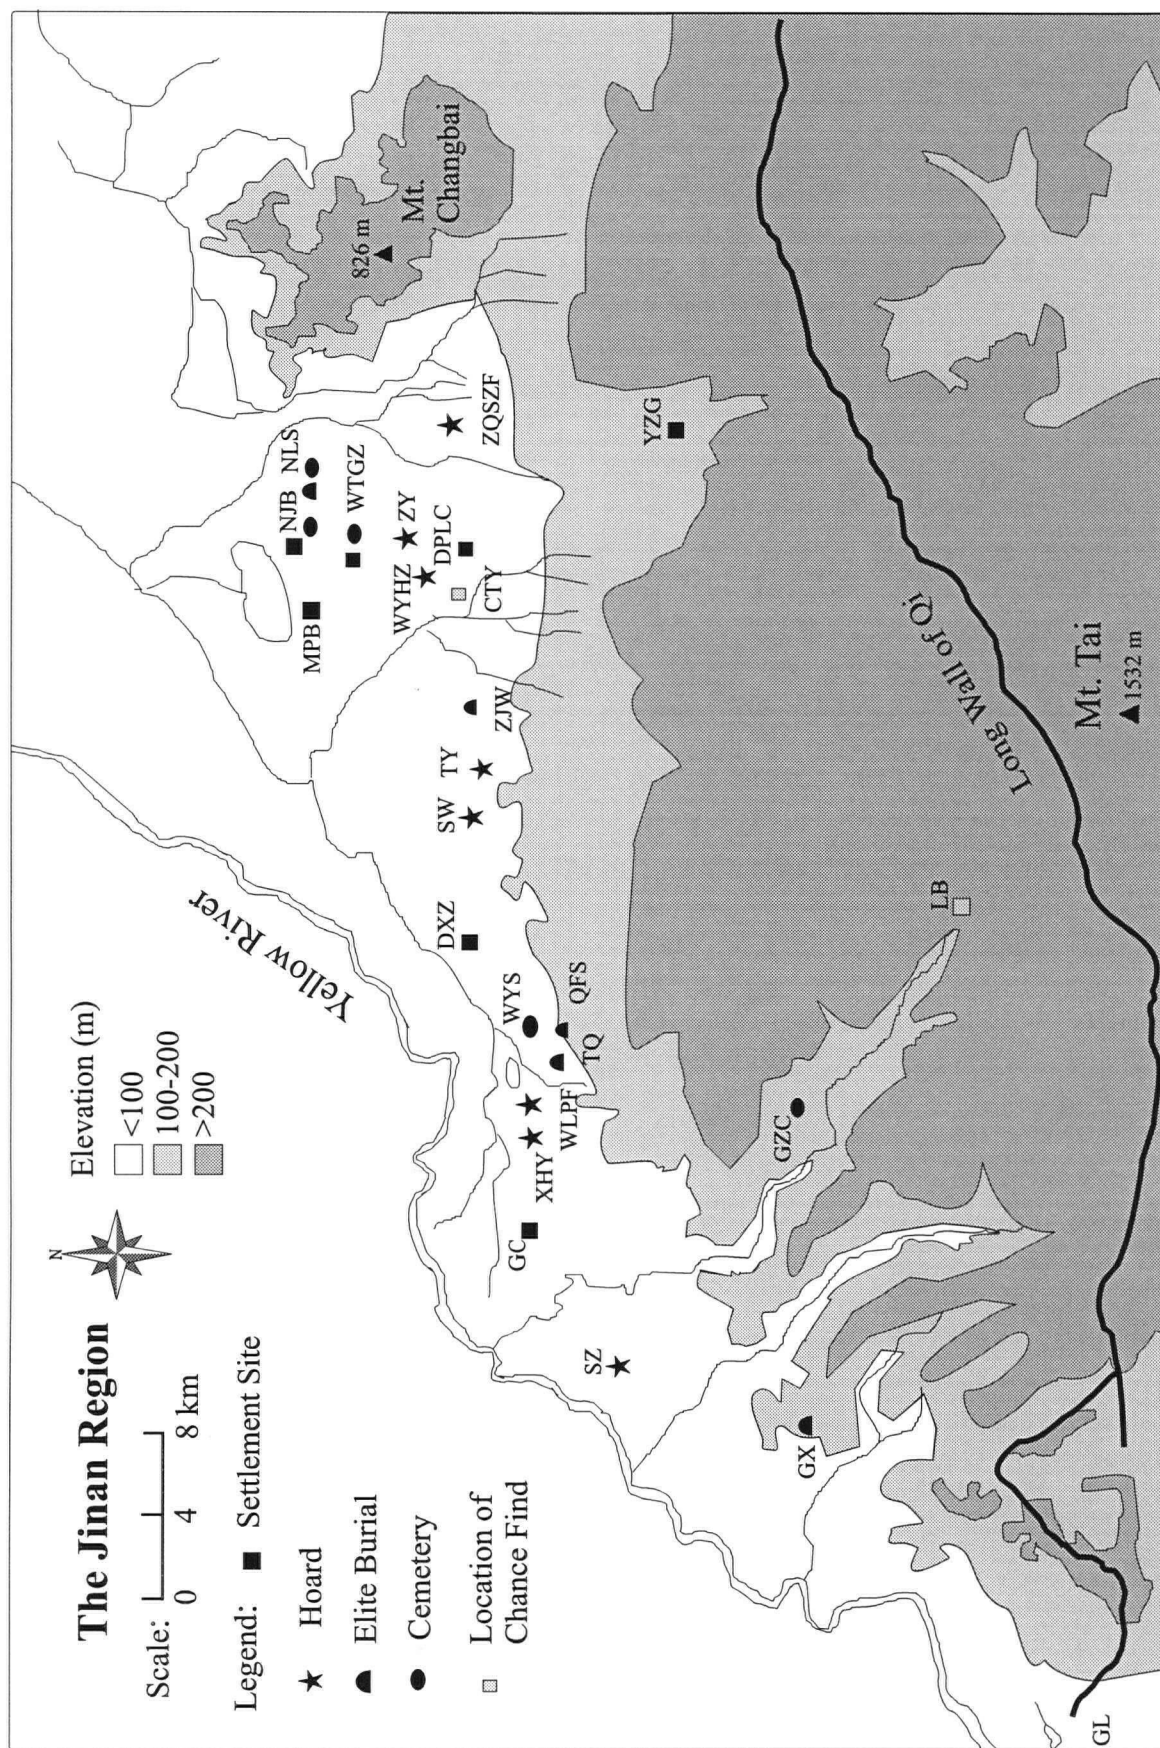 The Jinan Region
Scale:
0 4 8 km
N
Elevation (m)
<100
100-200
>200
Legend:
Settlement Site
Hoard
Elite Burial
Cemetery
Location of
Chance Find
Yellow River
826 m
Mt.
Changbai
NJB
NLS
MPB
WTGZ
WYHZ
ZY
DPLC
CTY
ZQSZF
ZJW
TY
SW
DXZ
WYS
QFS
TQ
WLPF
XHY
GC
SZ
YZG
GZC
LB
GX
Long Wall of Qi
Mt. Tai
1532 m
GL